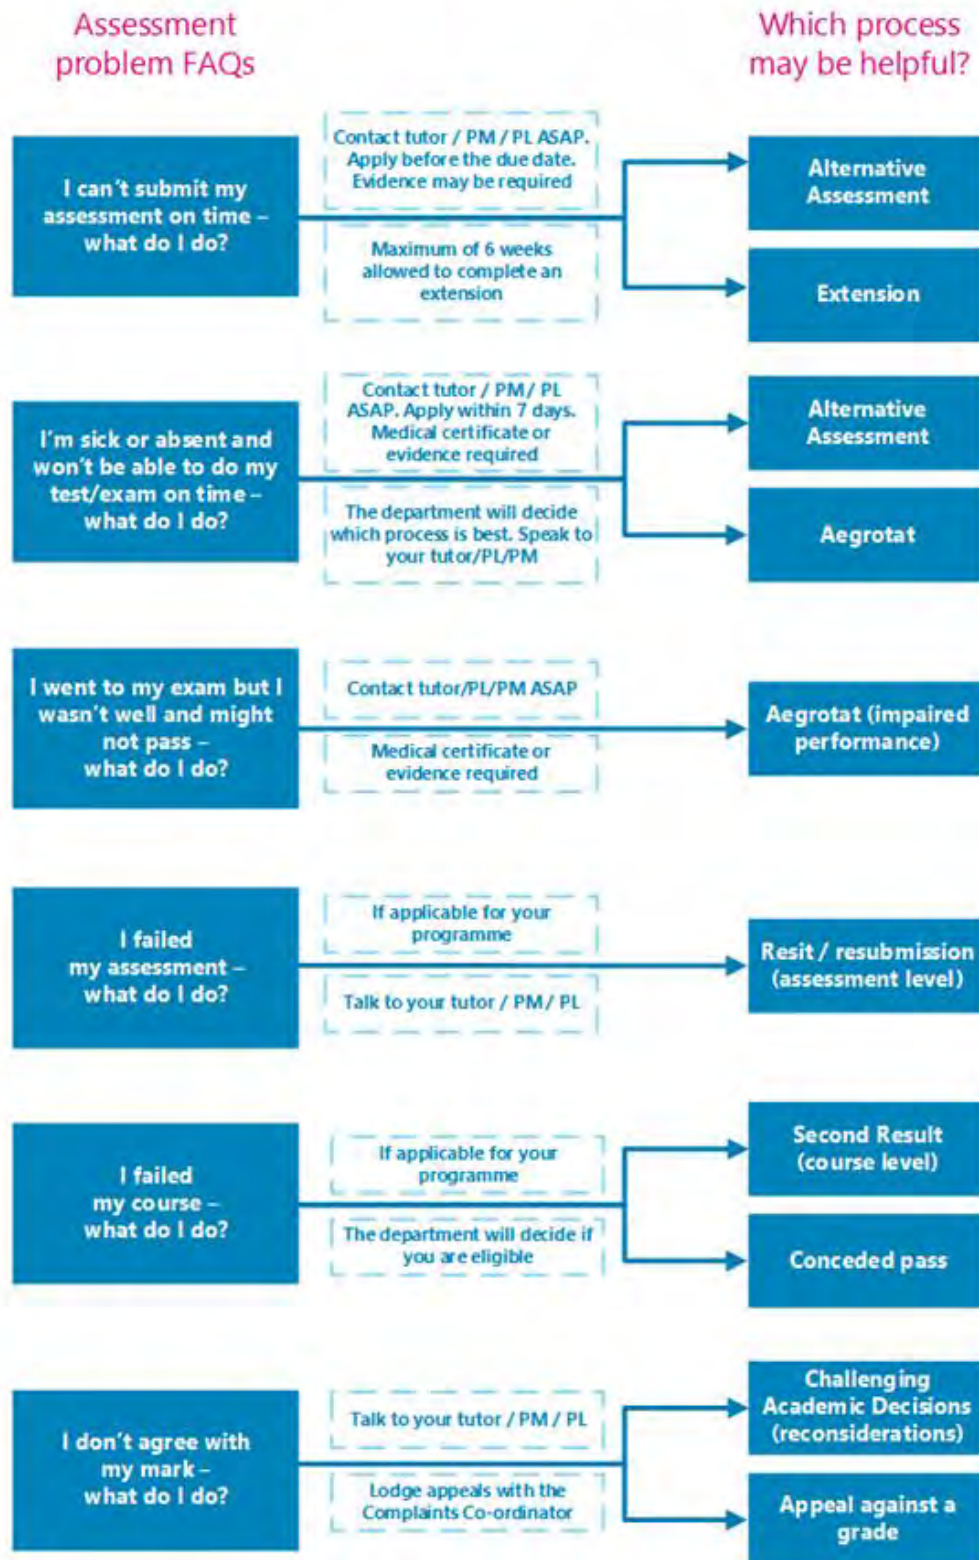 Assessment
problem FAQs
Which process
may be helpful?
I can't submit my
assessment on time –
what do I do?
Contact tutor / PM / PL ASAP.
Apply before the due date.
Evidence may be required
Maximum of 6 weeks
allowed to complete an
extension
Alternative
Assessment
Extension
I'm sick or absent and
won't be able to do my
test/exam on time –
what do I do?
Contact tutor / PM / PL
ASAP. Apply within 7 days.
Medical certificate or
evidence required
The department will decide
which process is best. Speak to
your tutor/PL/PM
Alternative
Assessment
Aegrotat
I went to my exam but I
wasn't well and might
not pass –
what do I do?
Contact tutor/PL/PM ASAP
Medical certificate or
evidence required
Aegrotat (impaired
performance)
I failed
my assessment –
what do I do?
If applicable for your
programme
Talk to your tutor / PM / PL
Resit / resubmission
(assessment level)
I failed
my course –
what do I do?
If applicable for your
programme
The department will decide if
you are eligible
Second Result
(course level)
Conceded pass
I don't agree with
my mark –
what do I do?
Talk to your tutor / PM / PL
Lodge appeals with the
Complaints Co-ordinator
Challenging
Academic Decisions
(reconsiderations)
Appeal against a
grade